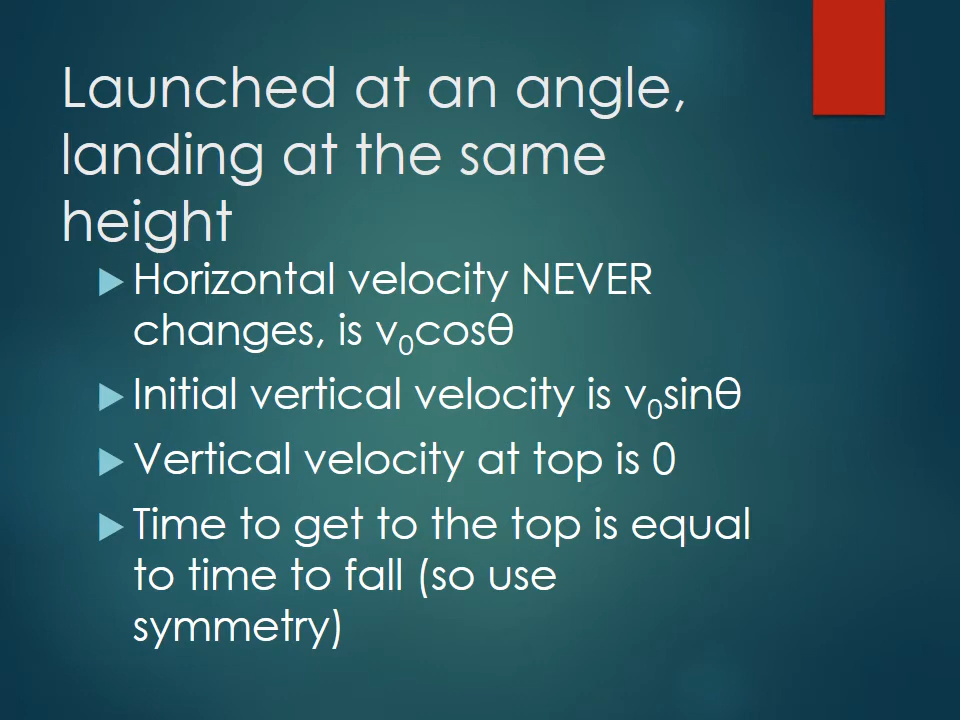 Launched at an angle,
landing at the same
height
▶ Horizontal velocity NEVER
changes, is v₀cosθ
▶ Initial vertical velocity is v₀sinθ
▶ Vertical velocity at top is 0
▶ Time to get to the top is equal
to time to fall (so use
symmetry)